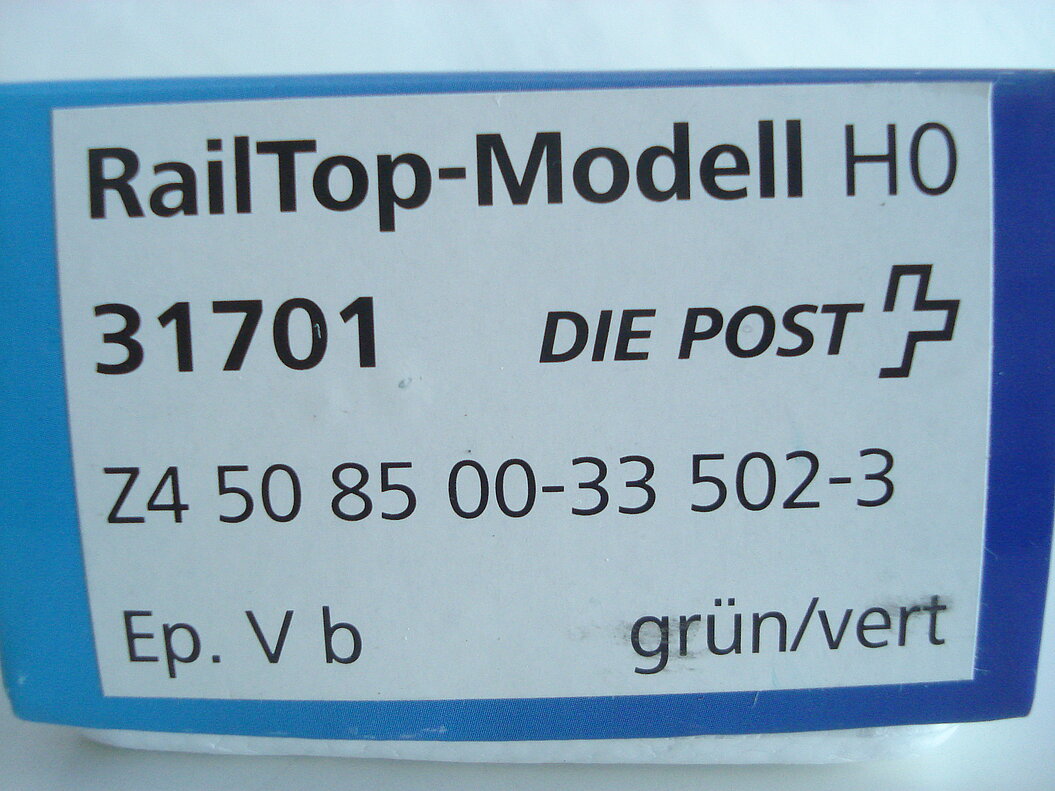 RailTop-Modell H0
31701 DIE POST
Z4 50 85 00-33 502-3
Ep. V b grün/vert